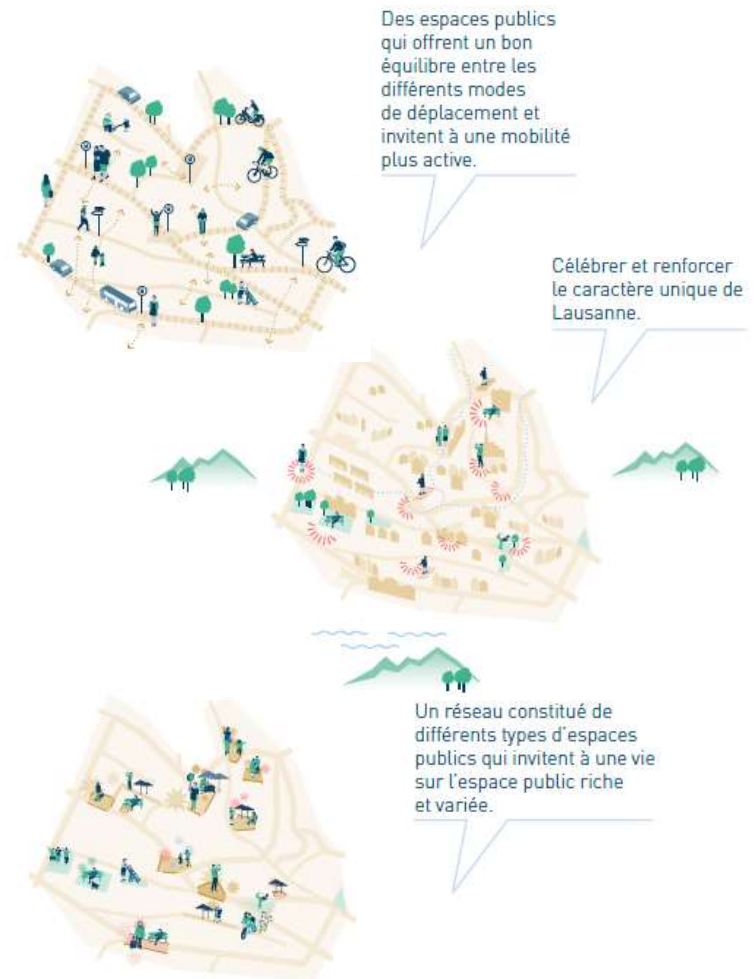 Des espaces publics
qui offrent un bon
équilibre entre les
différents modes
de déplacement et
invitent à une mobilité
plus active.
Célébrer et renforcer
le caractère unique de
Lausanne.
Un réseau constitué de
différents types d'espaces
publics qui invitent à une vie
sur l'espace public riche
et variée.